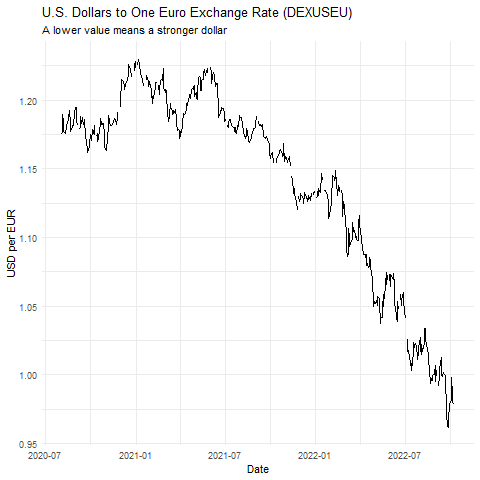 U.S. Dollars to One Euro Exchange Rate (DEXUSEU)
A lower value means a stronger dollar
USD per EUR
1.20
1.15
1.10
1.05
1.00
0.95
2020-07 2021-01 2021-07 2022-01 2022-07
Date